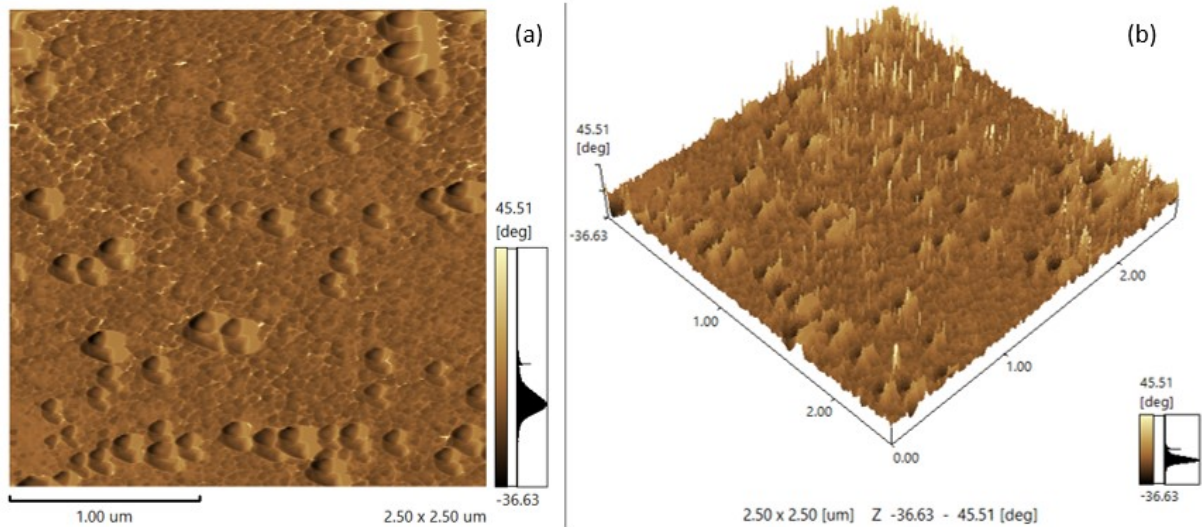 (a)
45.51
[deg]
-36.63
1.00 um
2.50 x 2.50 um
(b)
45.51
[deg]
-36.63
1.00
2.00
0.00
1.00
2.00
45.51
[deg]
-36.63
2.50 x 2.50 [um] Z -36.63 - 45.51 [deg]